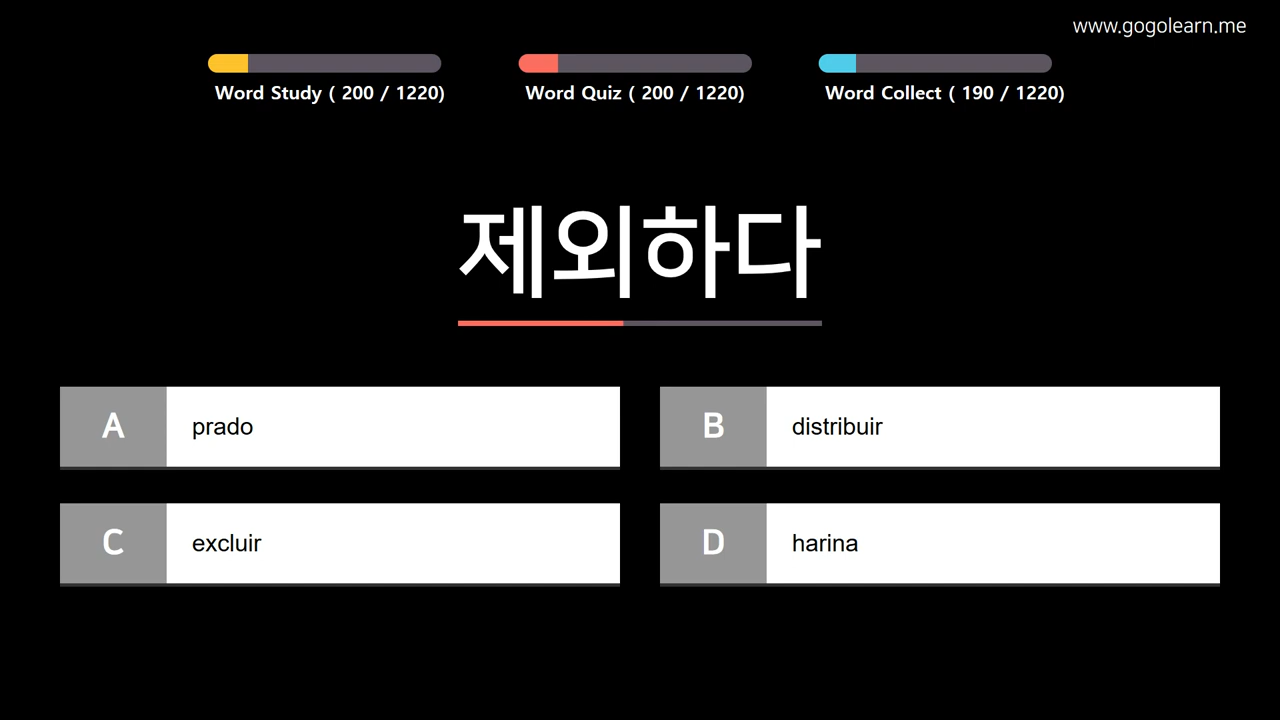 www.gogolearn.me
Word Study ( 200 / 1220)
Word Quiz ( 200 / 1220)
Word Collect ( 190 / 1220)
제외하다
A prado
B distribuir
C excluir
D harina